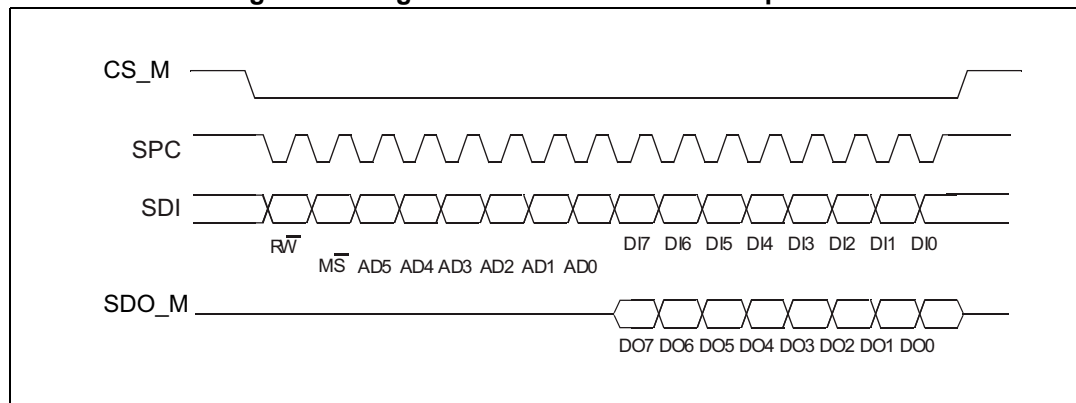 CS_M
SPC
SDI
RW̅ DI7 DI6 DI5 DI4 DI3 DI2 DI1 DI0
MS̅ AD5 AD4 AD3 AD2 AD1 AD0
SDO_M
DO7 DO6 DO5 DO4 DO3 DO2 DO1 DO0